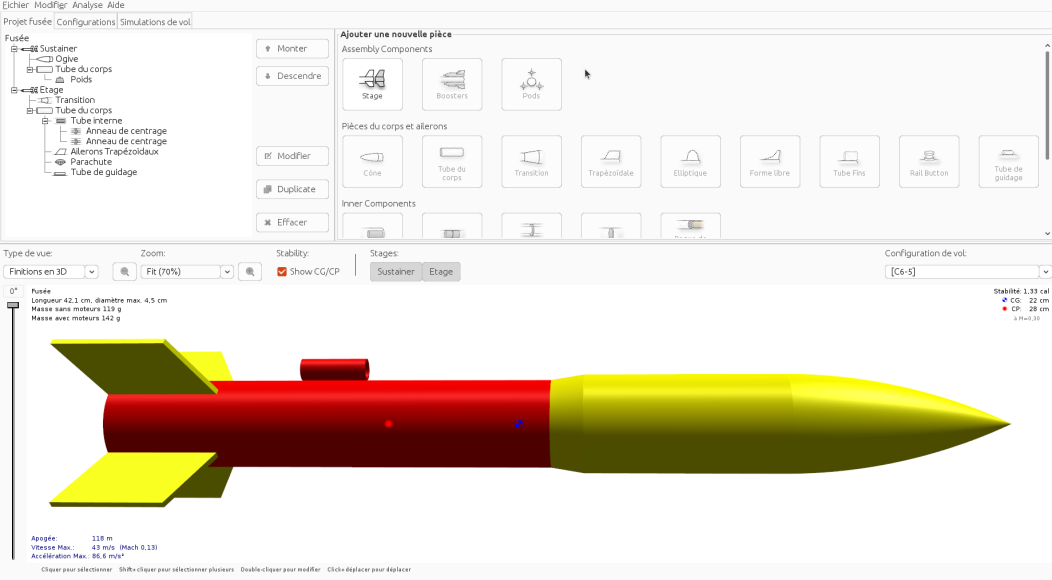 Fichier Modifier Analyse Aide
Projet fusée Configurations Simulations de vol
Fusée
Sustainer
Ogive
Tube du corps
Poids
Etage
Transition
Tube du corps
Tube interne
Anneau de centrage
Anneau de centrage
Ailerons Trapézoïdaux
Parachute
Tube de guidage
Monter
Descendre
Modifier
Duplicate
Effacer
Ajouter une nouvelle pièce
Assembly Components
Stage
Boosters
Pods
Pièces du corps et ailerons
Cône
Tube du
corps
Transition
Trapèzoïdale
Elliptique
Forme libre
Tube Fins
Rail Button
Tube de
guidage
Inner Components
Type de vue:
Finitions en 3D
Zoom:
Fit (70%)
Stability:
Show CG/CP
Stages:
Sustainer
Etage
Configuration de vol:
[C6-5]
0°
Fusée
Longueur 42,1 cm, diamètre max. 4,5 cm
Masse sans moteurs 119 g
Masse avec moteurs 142 g
Stabilité: 1,33 cal
CG: 22 cm
CP: 28 cm
à M=0,30
Apogée: 118 m
Vitesse Max.: 43 m/s (Mach 0,13)
Accélération Max.: 86,6 m/s²
Cliquer pour sélectionner Shift+cliquer pour sélectionner plusieurs Double-cliquer pour modifier Click+déplacer pour déplacer